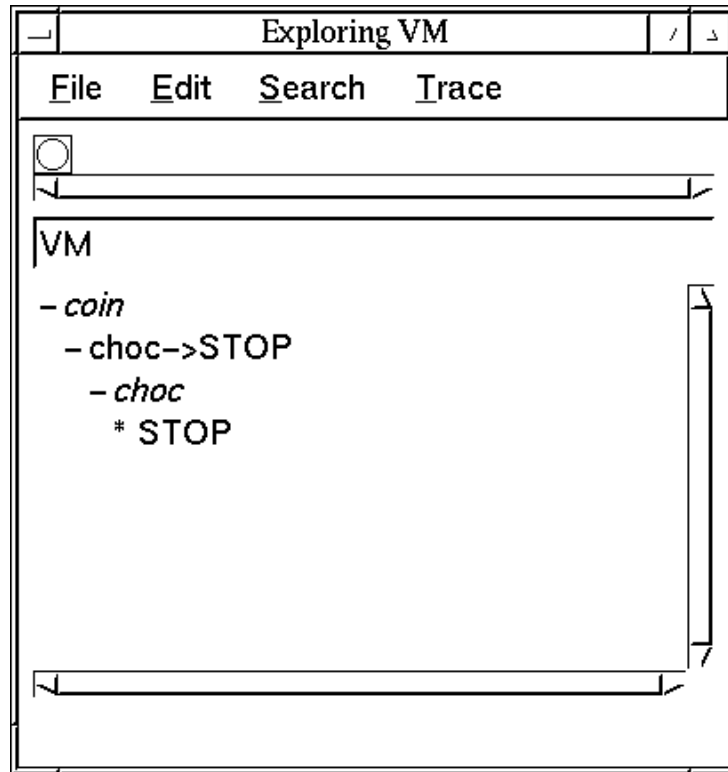 Exploring VM
File Edit Search Trace
VM
– coin
– choc–>STOP
– choc
* STOP